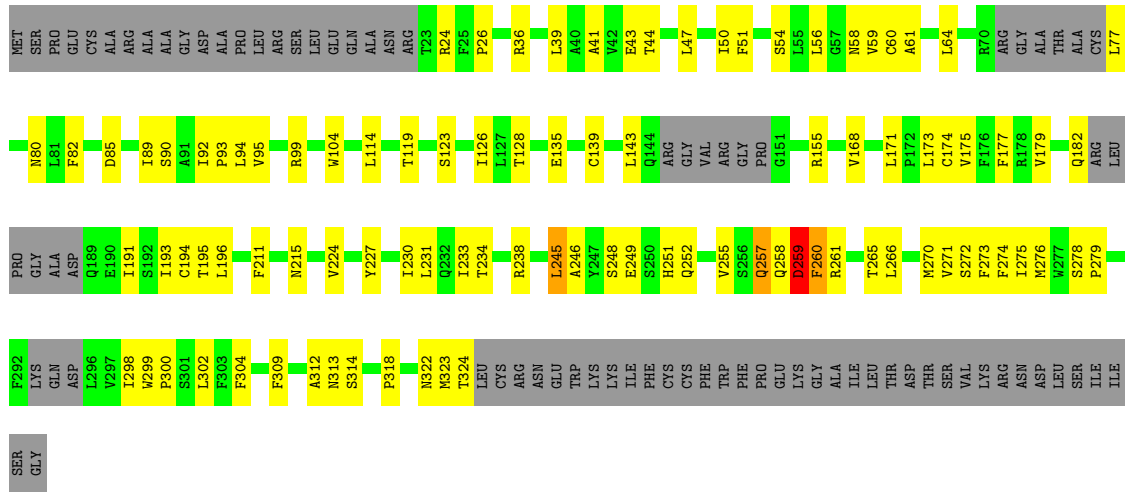 MET SER PRO GLU CYS ALA ARG ALA ALA GLY ASP ALA PRO LEU ARG SER LEU GLU GLN ALA ASN ARG T23 R24 F25 P26 R36 L39 A40 A41 V42 E43 T44 L47 I50 F51 S54 L55 L56 G57 N58 V59 C60 A61 L64 R70 ARG GLY ALA THR ALA CYS L77
N80 L81 F82 D85 I89 S90 A91 I92 P93 L94 V95 R99 W104 L114 T119 S123 I126 L127 T128 E135 C139 L143 Q144 ARG GLY VAL ARG GLY PRO G151 R155 V168 L171 P172 L173 C174 V175 F176 F177 R178 V179 Q182 ARG LEU
PRO GLY ALA ASP Q189 E190 I191 S192 I193 C194 T195 L196 F211 N215 V224 Y227 I230 L231 Q232 I233 T234 R238 L245 A246 Y247 S248 E249 S250 H251 Q252 V255 S256 Q257 Q258 D259 F260 R261 T265 L266 M270 V271 S272 F273 F274 I275 M276 W277 S278 P279
F292 LYS GLN ASP L296 V297 I298 W299 P300 S301 L302 F303 F304 F309 A312 N313 S314 P318 N322 M323 T324 LEU CYS ARG ASN GLU TRP LYS LYS ILE PHE CYS CYS PHE TRP PHE PRO GLU LYS GLY ALA ILE LEU THR ASP THR SER VAL LYS ARG ASN ASP LEU SER ILE ILE
SER GLY